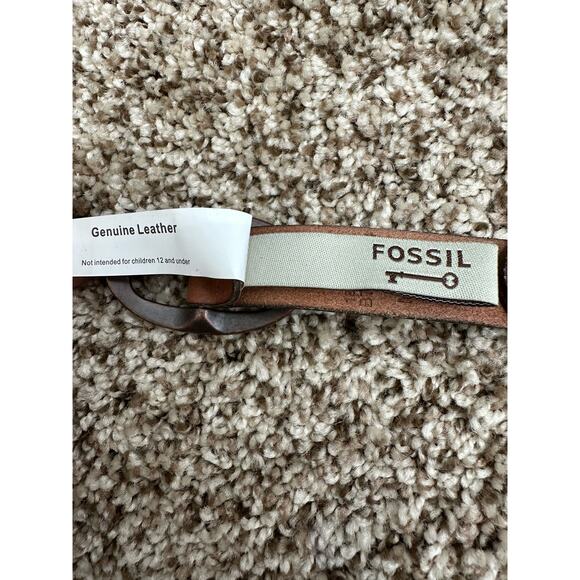 Genuine Leather
Not intended for children 12 and under
FOSSIL